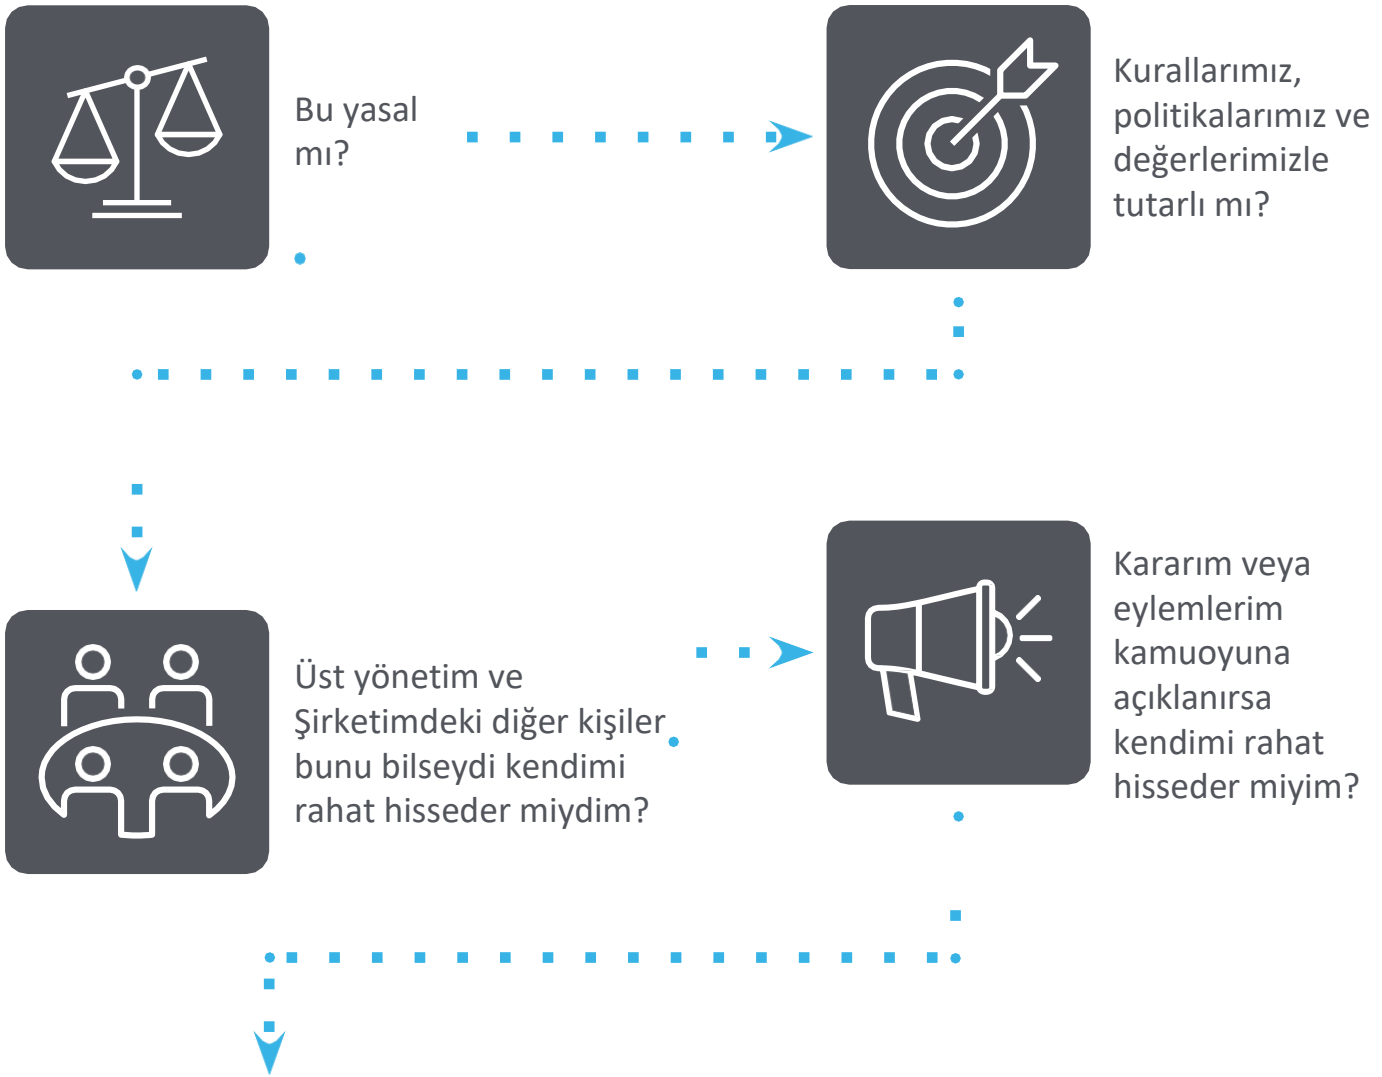 Bu yasal
mı?
Kurallarımız,
politikalarımız ve
değerlerimizle
tutarlı mı?
Üst yönetim ve
Şirketimdeki diğer kişiler
bunu bilseydi kendimi
rahat hisseder miydim?
Kararım veya
eylemlerim
kamuoyuna
açıklanırsa
kendimi rahat
hisseder miyim?